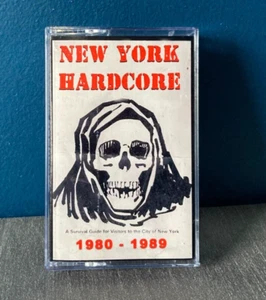 NEW YORK
HARDCORE
A Survival Guide for Visitors to the City of New York
1980 - 1989